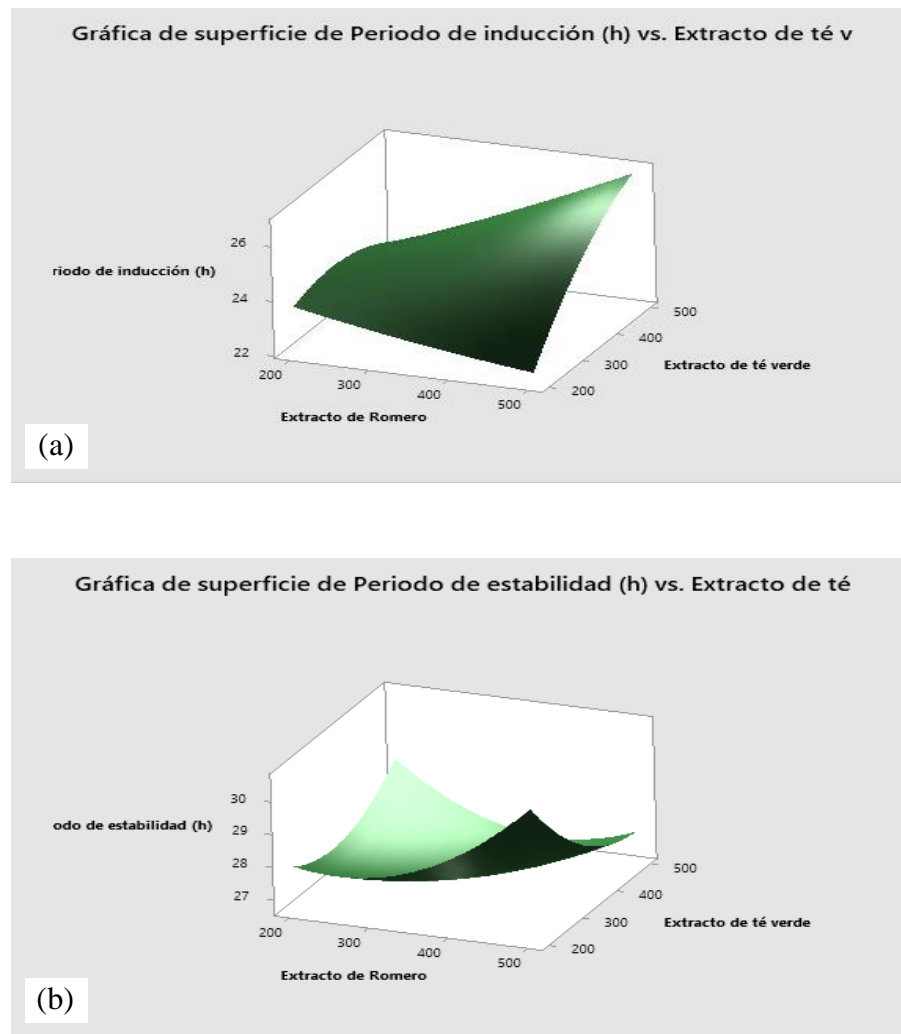 Gráfica de superficie de Periodo de inducción (h) vs. Extracto de té v
26
riodo de inducción (h)
24
22
200
300
400
500
Extracto de Romero
200
300
400
500
Extracto de té verde
(a)
Gráfica de superficie de Periodo de estabilidad (h) vs. Extracto de té
30
odo de estabilidad (h)
29
28
27
200
300
400
500
Extracto de Romero
200
300
400
500
Extracto de té verde
(b)